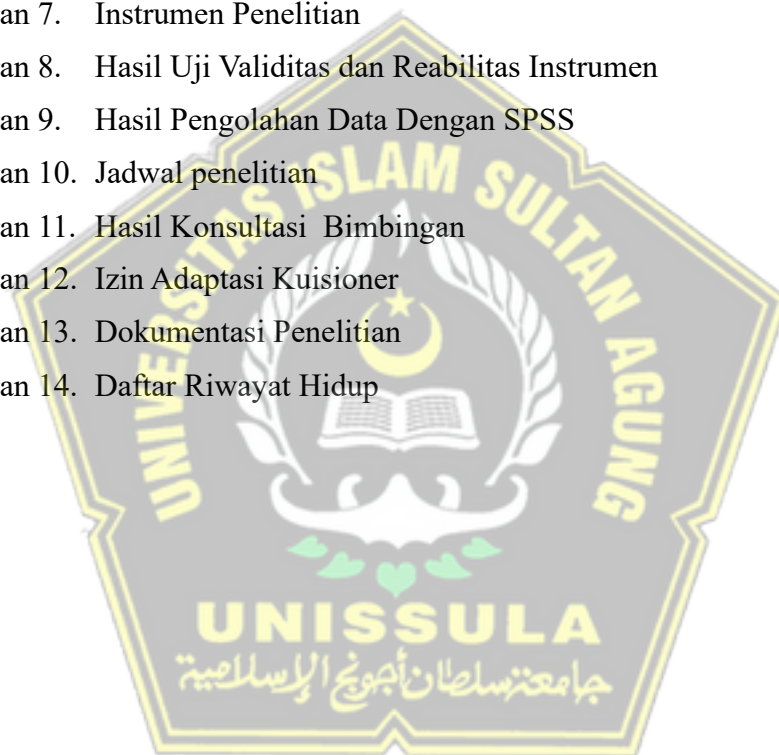 an 7. Instrumen Penelitian
an 8. Hasil Uji Validitas dan Reabilitas Instrumen
an 9. Hasil Pengolahan Data Dengan SPSS
an 10. Jadwal penelitian
an 11. Hasil Konsultasi Bimbingan
an 12. Izin Adaptasi Kuisioner
an 13. Dokumentasi Penelitian
an 14. Daftar Riwayat Hidup
UNIVERSITAS ISLAM SULTAN AGUNG
UNISSULA
جامعة سلطان أجونج الإسلامية